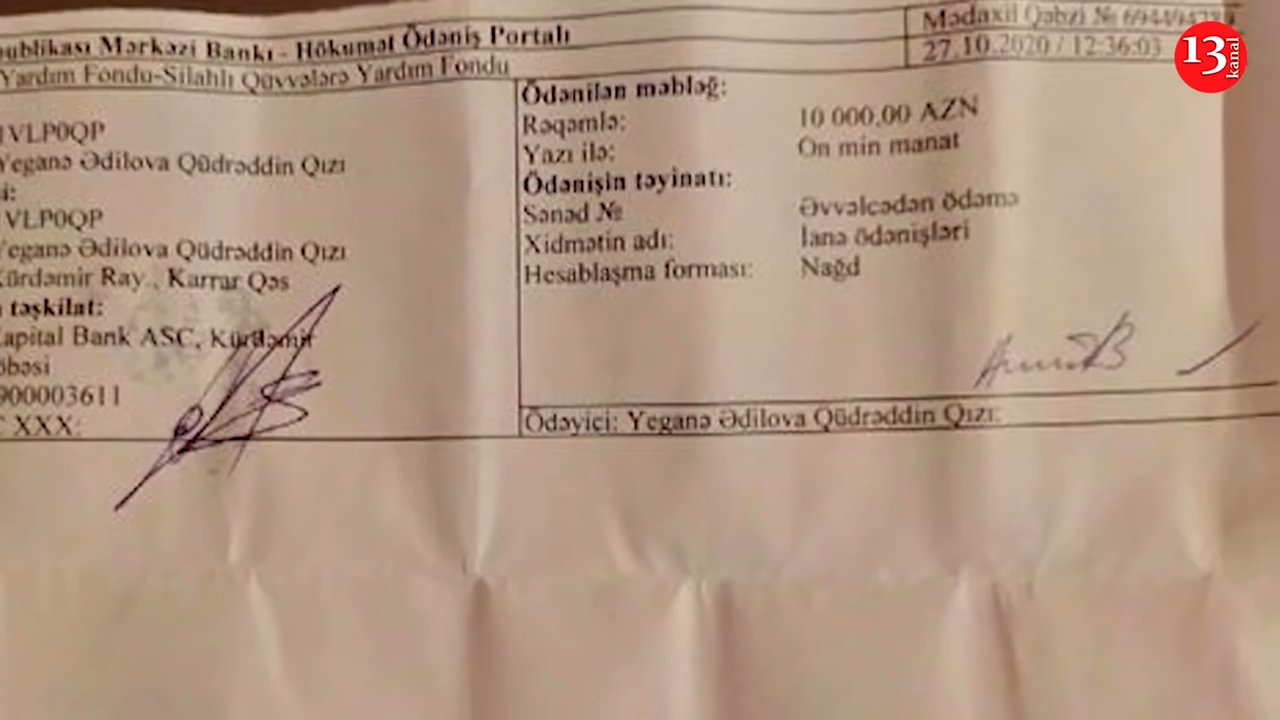 publikası Mərkəzi Bankı - Hökumət Ödəniş Portalı
Mədaxil Qəbzi №
27.10.2020 / 12:36:03
Yardım Fondu-Silahlı Qüvvələrə Yardım Fondu
VLP0QP
Yeganə Ədilova Qüdrəddin Qızı
i:
VLP0QP
Yeganə Ədilova Qüdrəddin Qızı
Kürdəmir Ray., Karrar Qəs
təşkilat:
Kapital Bank ASC, Kürdəmir
öbəsi
900003611
XXX:
Ödənilən məbləğ:
Rəqəmlə: 10 000,00 AZN
Yazı ilə: On min manat
Ödənişin təyinatı:
Sənəd № Əvvəlcədən ödəmə
Xidmətin adı: İanə ödənişləri
Hesablaşma forması: Nağd
Ödəyici: Yeganə Ədilova Qüdrəddin Qızı:
13 kanal